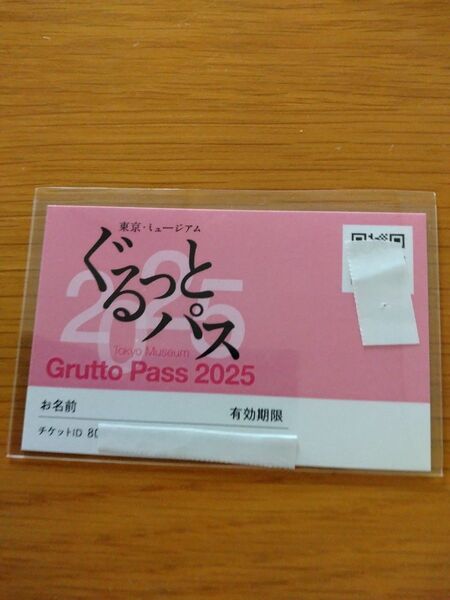 東京・ミュージアム
ぐるっとパス
2025
Tokyo Museum
Grutto Pass 2025
お名前
有効期限
チケットID 80